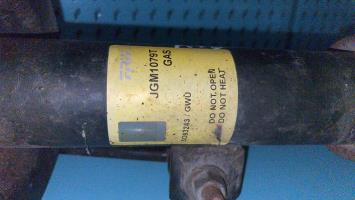 TRW
JGM1079T
GAS
DO NOT OPEN
DO NOT HEAT